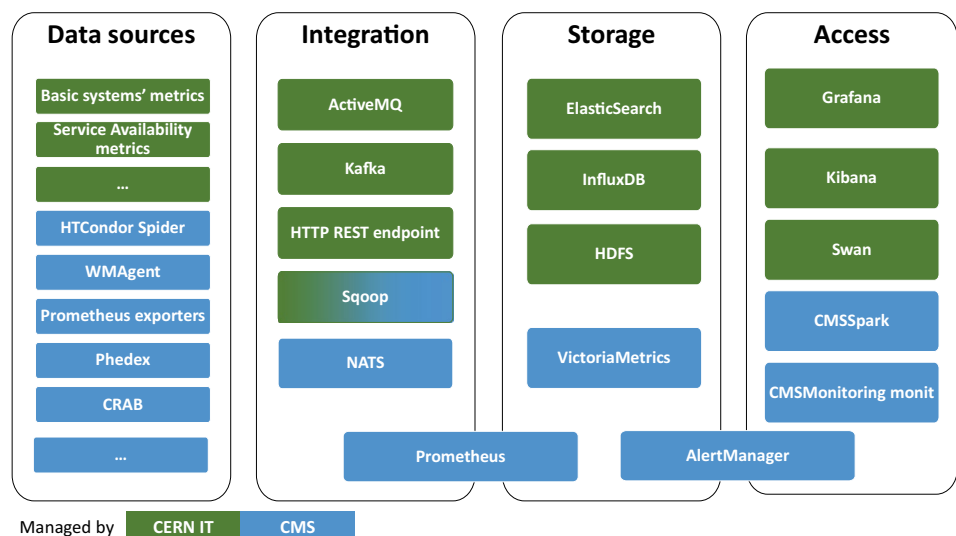 Data sources
Basic systems' metrics
Service Availability
metrics
...
HTCondor Spider
WMAgent
Prometheus exporters
Phedex
CRAB
...
Integration
ActiveMQ
Kafka
HTTP REST endpoint
Sqoop
NATS
Storage
ElasticSearch
InfluxDB
HDFS
VictoriaMetrics
Access
Grafana
Kibana
Swan
CMSSpark
CMSMonitoring monit
Prometheus
AlertManager
Managed by CERN IT CMS